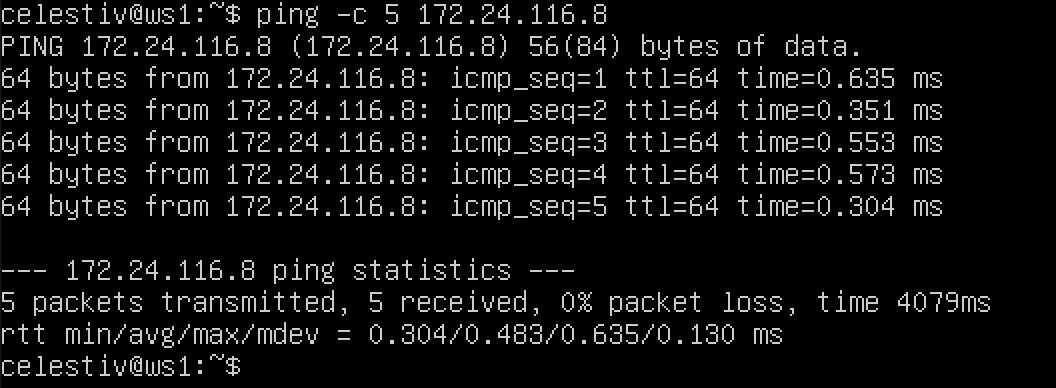 celestiv@ws1:~$ ping -c 5 172.24.116.8
PING 172.24.116.8 (172.24.116.8) 56(84) bytes of data.
64 bytes from 172.24.116.8: icmp_seq=1 ttl=64 time=0.635 ms
64 bytes from 172.24.116.8: icmp_seq=2 ttl=64 time=0.351 ms
64 bytes from 172.24.116.8: icmp_seq=3 ttl=64 time=0.553 ms
64 bytes from 172.24.116.8: icmp_seq=4 ttl=64 time=0.573 ms
64 bytes from 172.24.116.8: icmp_seq=5 ttl=64 time=0.304 ms

--- 172.24.116.8 ping statistics ---
5 packets transmitted, 5 received, 0% packet loss, time 4079ms
rtt min/avg/max/mdev = 0.304/0.483/0.635/0.130 ms
celestiv@ws1:~$